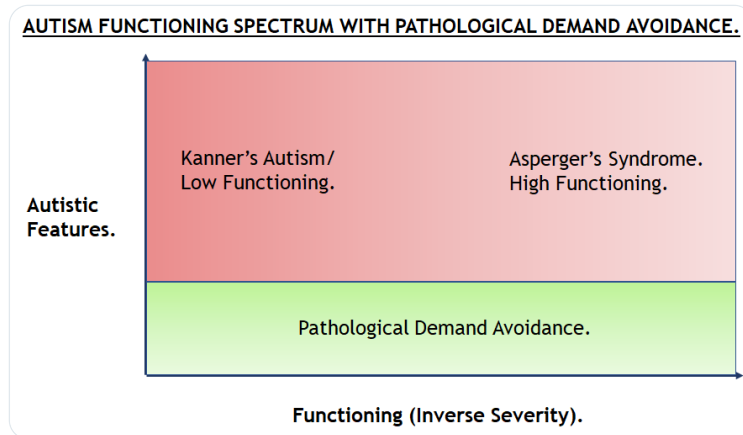 AUTISM FUNCTIONING SPECTRUM WITH PATHOLOGICAL DEMAND AVOIDANCE.
Kanner's Autism/
Low Functioning.
Asperger's Syndrome.
High Functioning.
Autistic
Features.
Pathological Demand Avoidance.
Functioning (Inverse Severity).